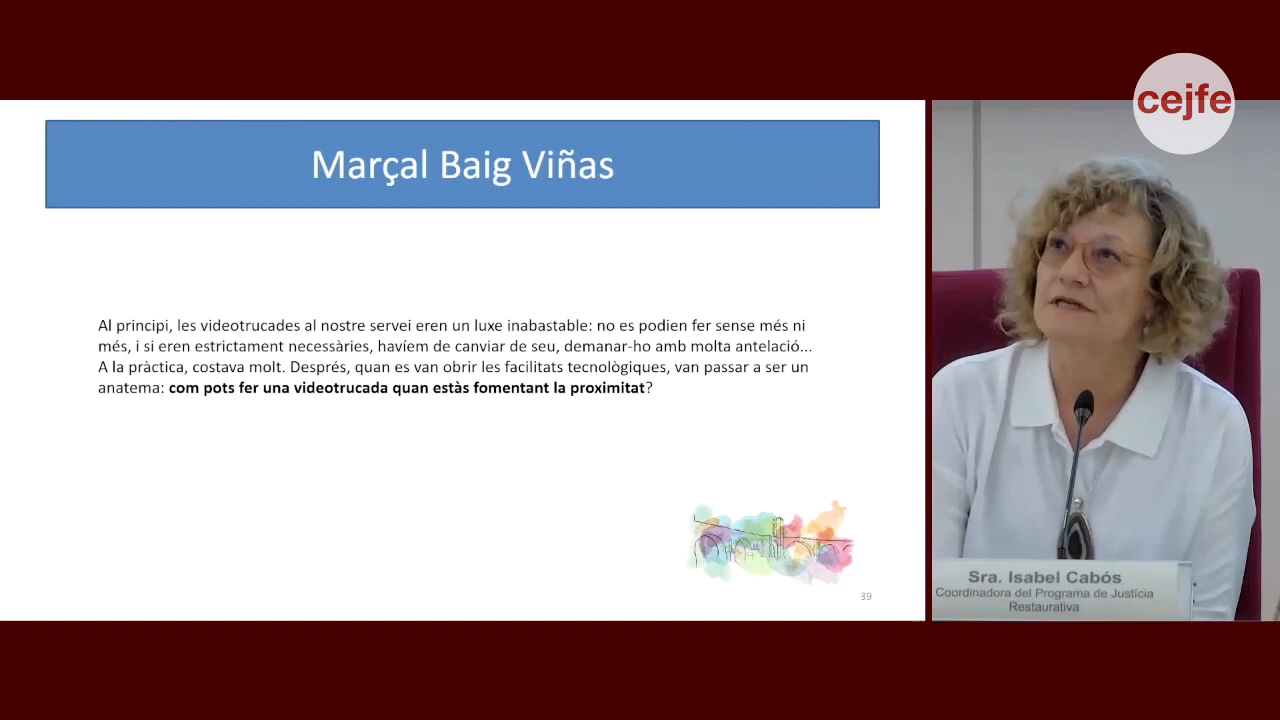 cejfe
Marçal Baig Viñas
Al principi, les videotrucades al nostre servei eren un luxe inabastable: no es podien fer sense més ni
més, i si eren estrictament necessàries, havíem de canviar de seu, demanar-ho amb molta antelació...
A la pràctica, costava molt. Després, quan es van obrir les facilitats tecnològiques, van passar a ser un
anatema: com pots fer una videotrucada quan estàs fomentant la proximitat?
39
Sra. Isabel Cabós
Coordinadora del Programa de Justícia
Restaurativa